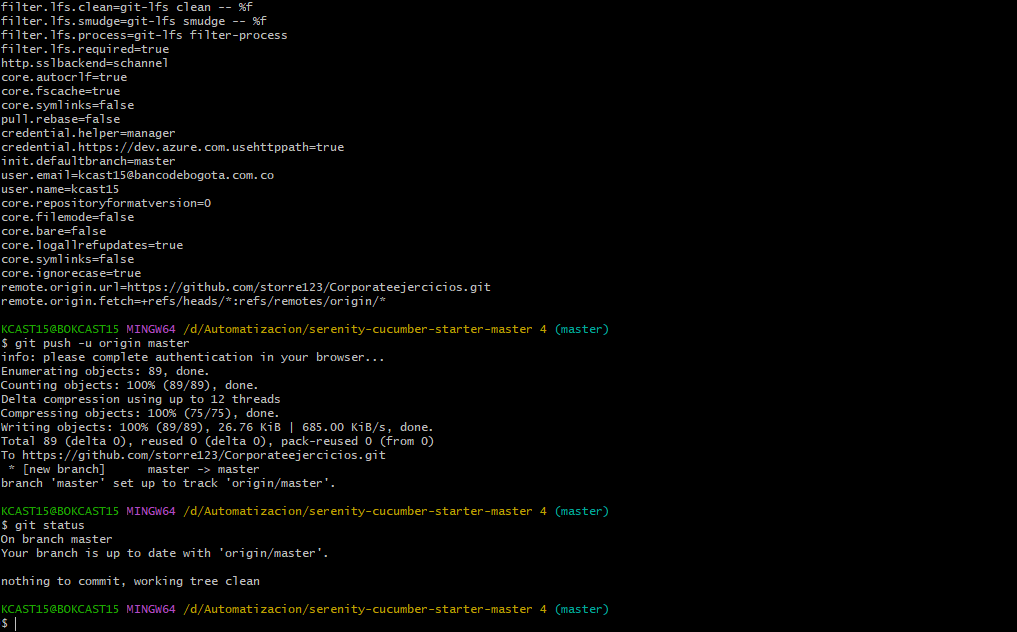 filter.lfs.clean=git-lfs clean -- %f
filter.lfs.smudge=git-lfs smudge -- %f
filter.lfs.process=git-lfs filter-process
filter.lfs.required=true
http.sslbackend=schannel
core.autocrlf=true
core.fscache=true
core.symlinks=false
pull.rebase=false
credential.helper=manager
credential.https://dev.azure.com.usehttppath=true
init.defaultbranch=master
user.email=kcast15@bancodebogota.com.co
user.name=kcast15
core.repositoryformatversion=0
core.filemode=false
core.bare=false
core.logallrefupdates=true
core.symlinks=false
core.ignorecase=true
remote.origin.url=https://github.com/storre123/Corporateejercicios.git
remote.origin.fetch=+refs/heads/*:refs/remotes/origin/*
KCAST15@BOKCAST15 MINGW64 /d/Automatizacion/serenity-cucumber-starter-master 4 (master)
$ git push -u origin master
info: please complete authentication in your browser...
Enumerating objects: 89, done.
Counting objects: 100% (89/89), done.
Delta compression using up to 12 threads
Compressing objects: 100% (75/75), done.
Writing objects: 100% (89/89), 26.76 KiB | 685.00 KiB/s, done.
Total 89 (delta 0), reused 0 (delta 0), pack-reused 0 (from 0)
To https://github.com/storre123/Corporateejercicios.git
 * [new branch]      master -> master
branch 'master' set up to track 'origin/master'.
KCAST15@BOKCAST15 MINGW64 /d/Automatizacion/serenity-cucumber-starter-master 4 (master)
$ git status
On branch master
Your branch is up to date with 'origin/master'.
nothing to commit, working tree clean
KCAST15@BOKCAST15 MINGW64 /d/Automatizacion/serenity-cucumber-starter-master 4 (master)
$